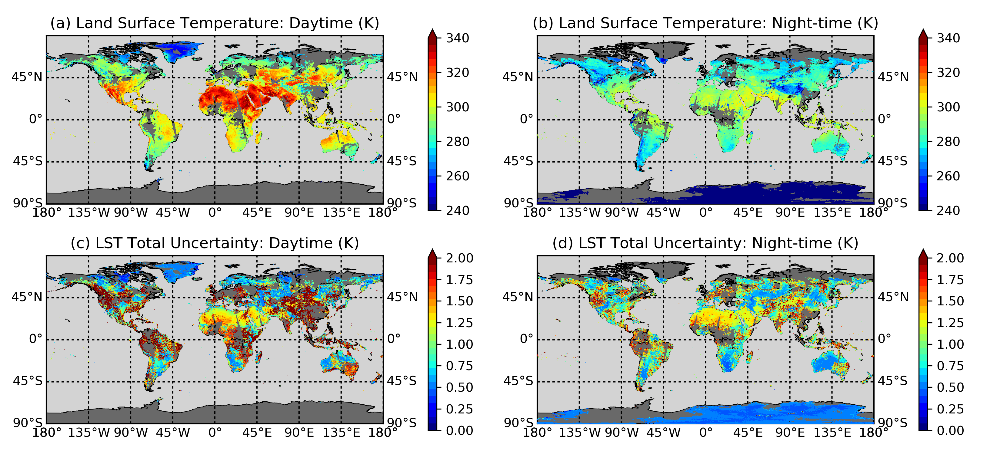 (a) Land Surface Temperature: Daytime (K)
340
320
300
280
260
240
45°N
0°
45°S
90°S
45°N
0°
45°S
90°S
180° 135°W 90°W 45°W 0° 45°E 90°E 135°E 180°
(b) Land Surface Temperature: Night-time (K)
340
320
300
280
260
240
45°N
0°
45°S
90°S
45°N
0°
45°S
90°S
180° 135°W 90°W 45°W 0° 45°E 90°E 135°E 180°
(c) LST Total Uncertainty: Daytime (K)
2.00
1.75
1.50
1.25
1.00
0.75
0.50
0.25
0.00
45°N
0°
45°S
90°S
45°N
0°
45°S
90°S
180° 135°W 90°W 45°W 0° 45°E 90°E 135°E 180°
(d) LST Total Uncertainty: Night-time (K)
2.00
1.75
1.50
1.25
1.00
0.75
0.50
0.25
0.00
45°N
0°
45°S
90°S
45°N
0°
45°S
90°S
180° 135°W 90°W 45°W 0° 45°E 90°E 135°E 180°